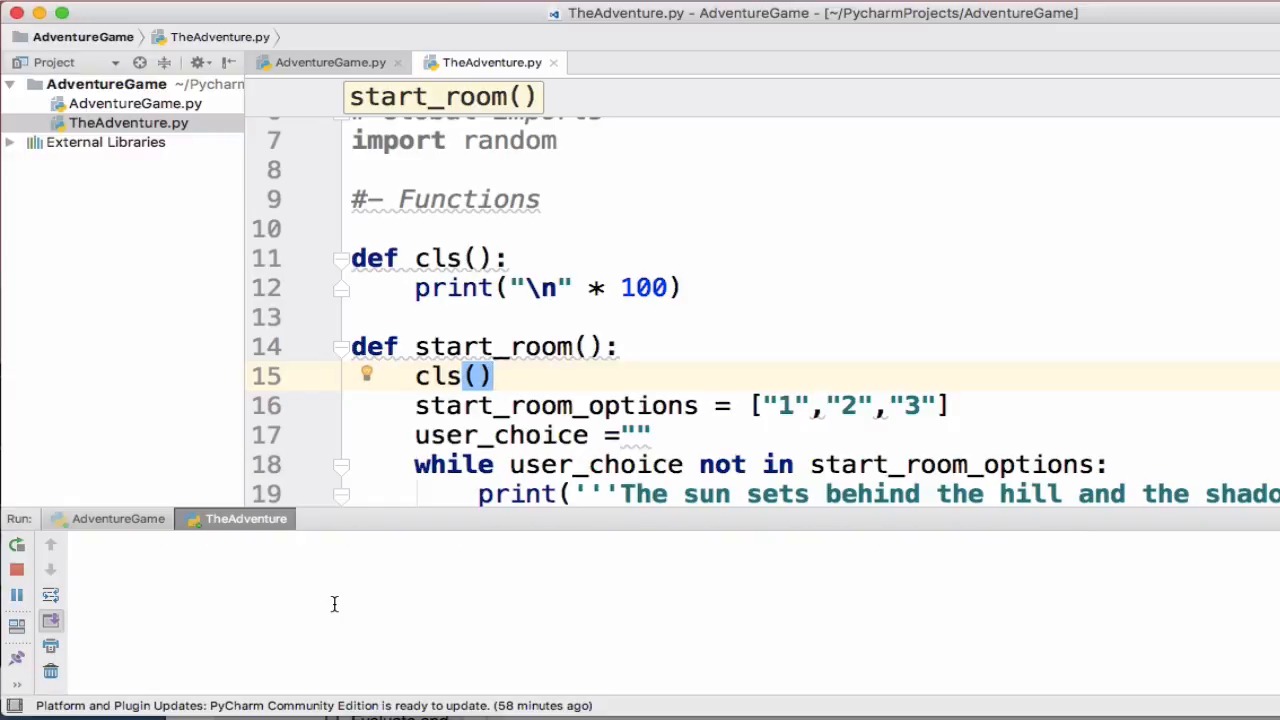 TheAdventure.py - AdventureGame - [~/PycharmProjects/AdventureGame]
AdventureGame TheAdventure.py
Project
AdventureGame.py TheAdventure.py
AdventureGame ~/Pycharm
AdventureGame.py
TheAdventure.py
External Libraries
start_room()
# Global Imports
7 import random
8
9 #- Functions
10
11 def cls():
12 print("\n" * 100)
13
14 def start_room():
15 cls()
16 start_room_options = ["1","2","3"]
17 user_choice =""
18 while user_choice not in start_room_options:
19 print('''The sun sets behind the hill and the shado
Run: AdventureGame TheAdventure
Platform and Plugin Updates: PyCharm Community Edition is ready to update. (58 minutes ago)